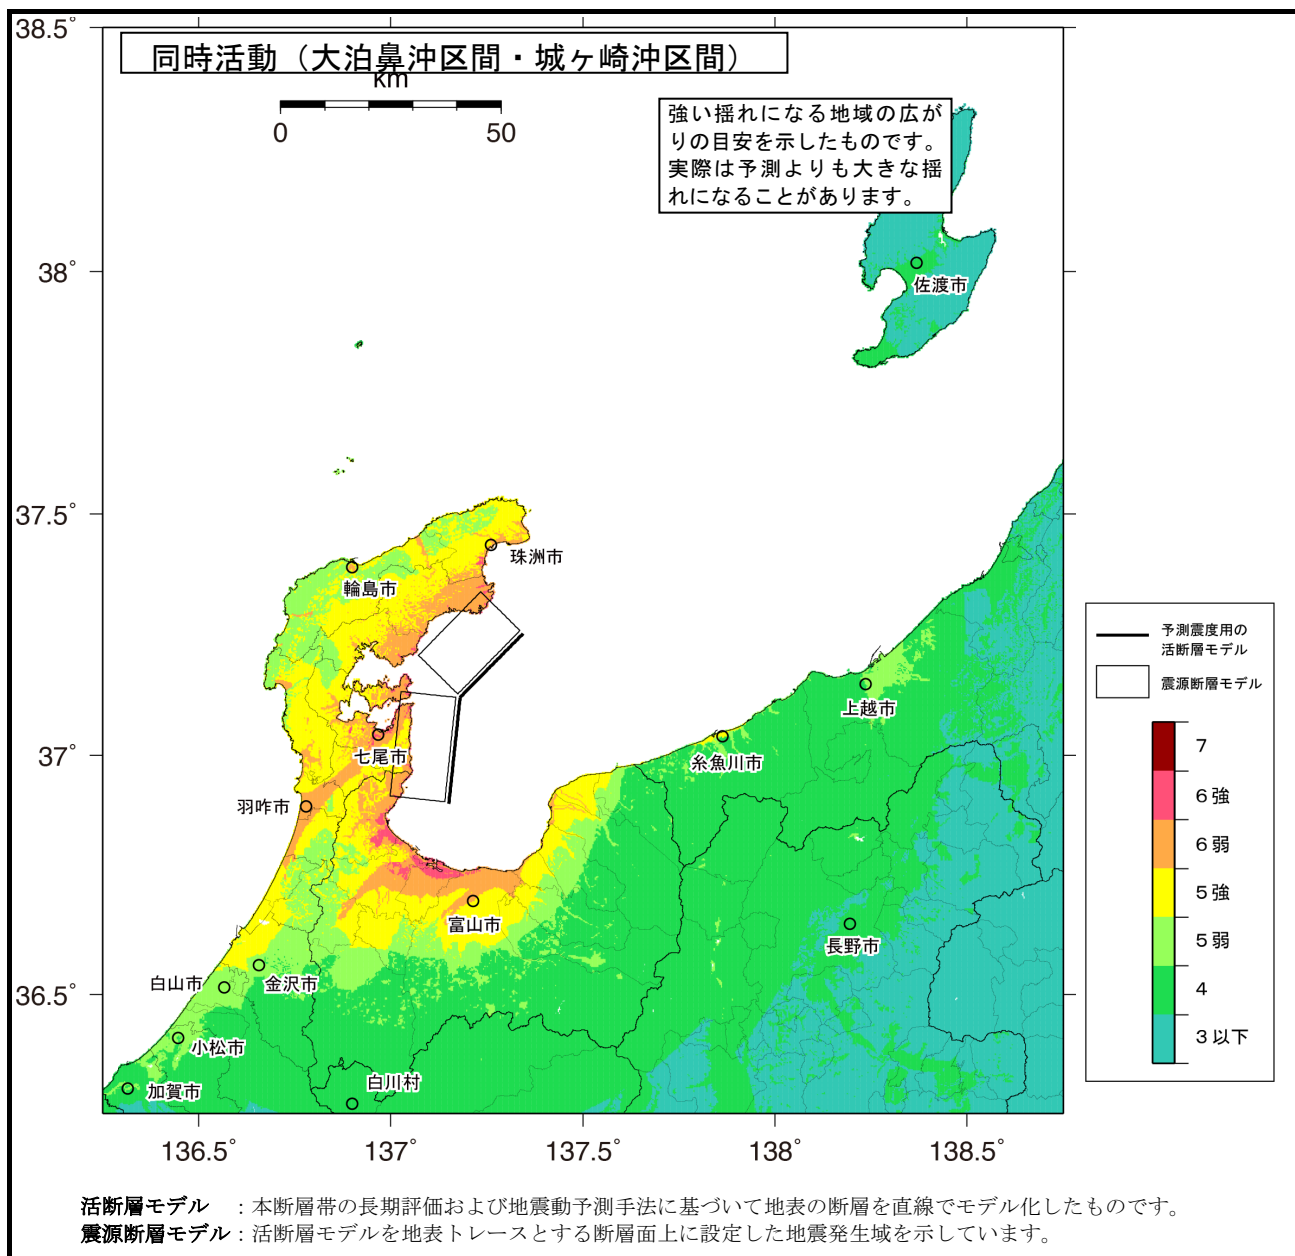 38.5°
同時活動（大泊鼻沖区間・城ヶ崎沖区間）
km
0 50
強い揺れになる地域の広が
りの目安を示したものです。
実際は予測よりも大きな揺
れになることがあります。
38°
佐渡市
37.5°
珠洲市
輪島市
予測震度用の
活断層モデル
震源断層モデル
上越市
7
七尾市
37°
糸魚川市
6強
羽咋市
6弱
5強
富山市
長野市
5弱
白山市
金沢市
36.5°
4
小松市
3以下
白川村
加賀市
136.5° 137° 137.5° 138° 138.5°
活断層モデル ：本断層帯の長期評価および地震動予測手法に基づいて地表の断層を直線でモデル化したものです。
震源断層モデル：活断層モデルを地表トレースとする断層面上に設定した地震発生域を示しています。